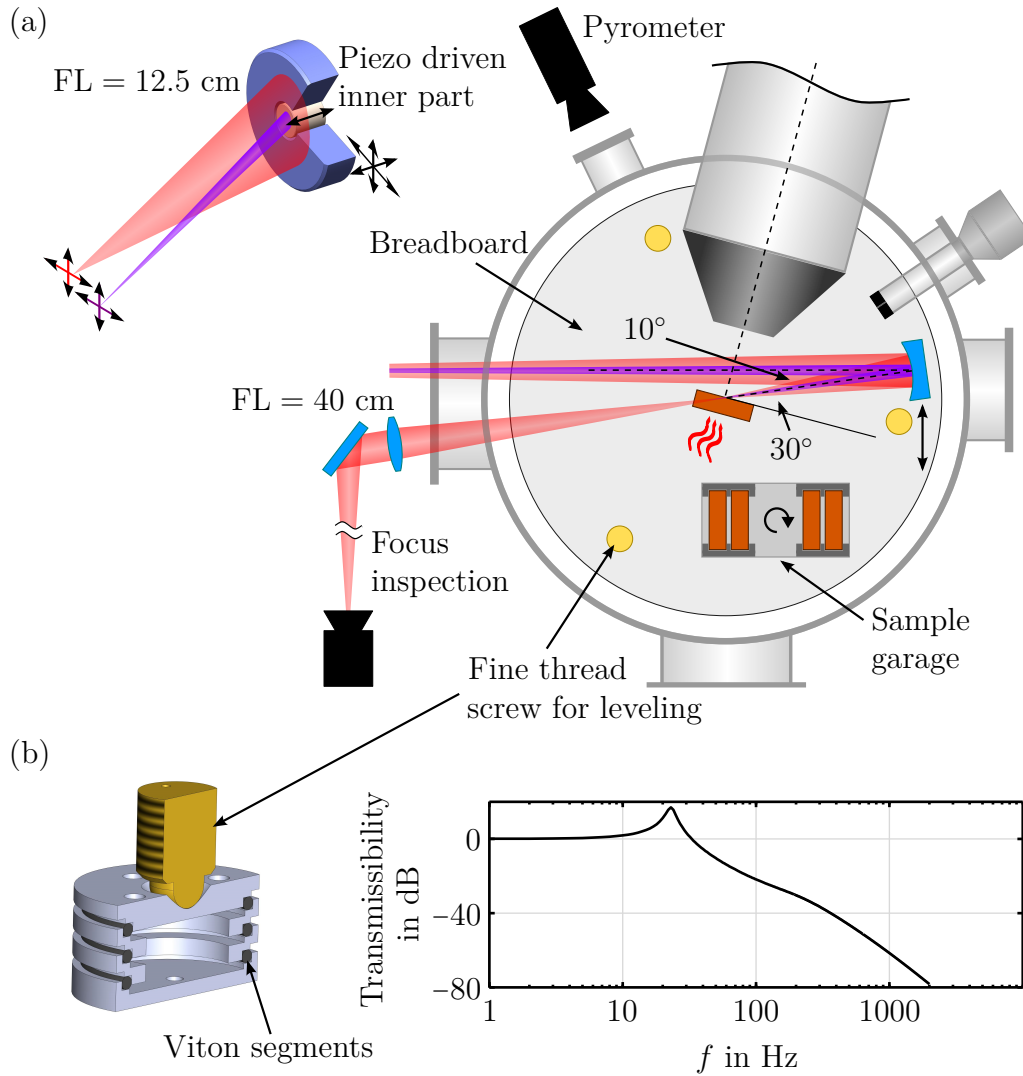 (a)
Pyrometer
FL = 12.5 cm
Piezo driven
inner part
Breadboard
10°
FL = 40 cm
30°
Focus
inspection
Sample
garage
Fine thread
screw for leveling
(b)
Viton segments
Transmissibility
in dB
0
−40
−80
1
10
100
1000
f in Hz